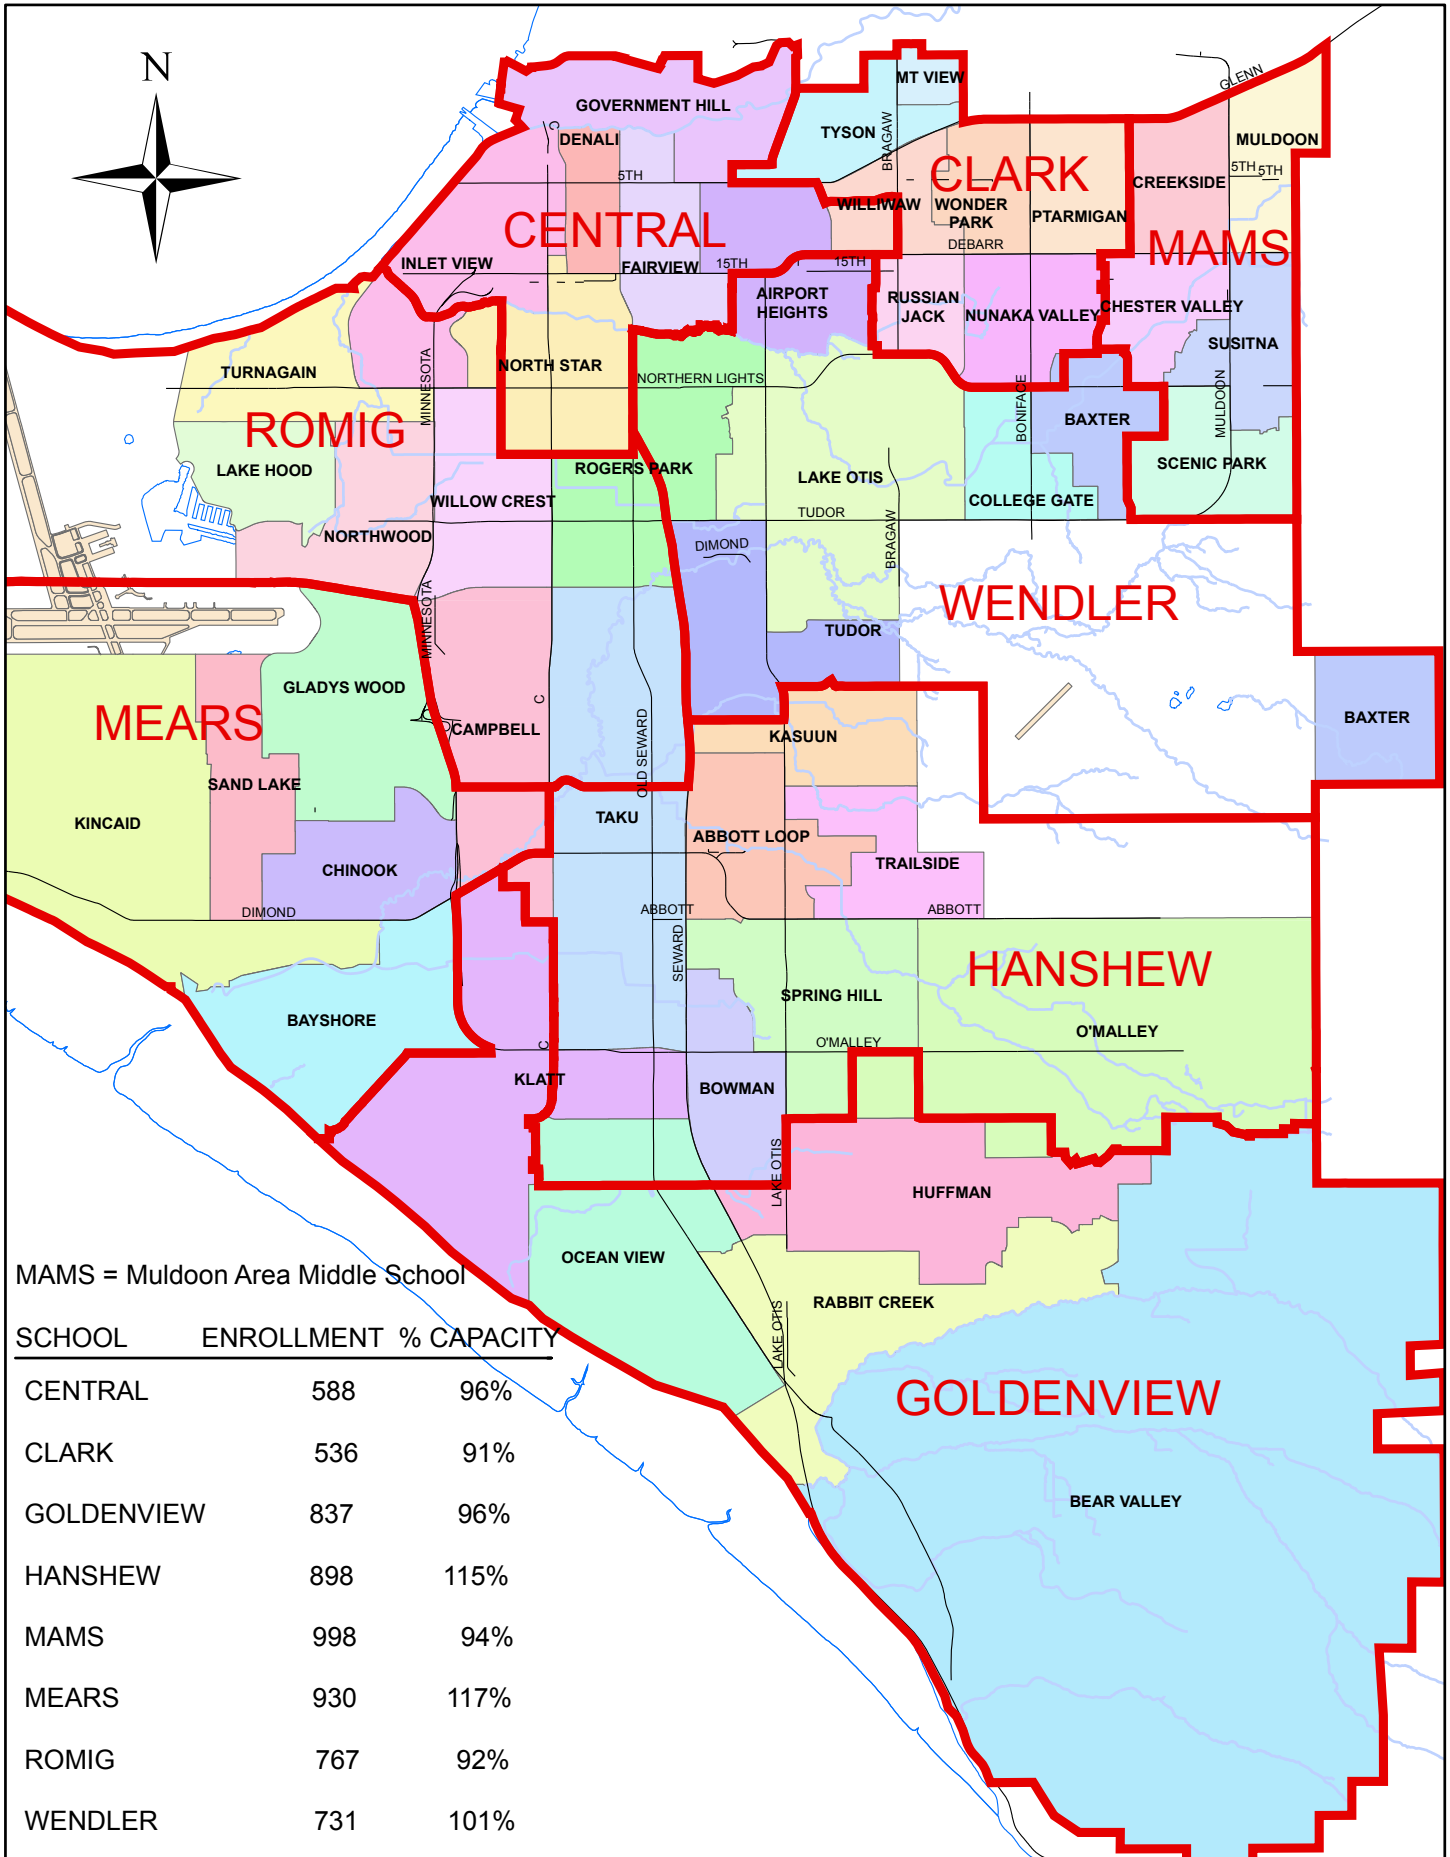 N
GLENN
MT VIEW
GOVERNMENT HILL
C
DENALI
TYSON
BRAGAW
MULDOON
5TH
CLARK
5TH 5TH
CREEKSIDE
CENTRAL
WILLIWAW
WONDER
PARK
PTARMIGAN
MAMS
DEBARR
INLET VIEW
FAIRVIEW
15TH
15TH
AIRPORT
HEIGHTS
RUSSIAN
JACK
NUNAKA VALLEY
CHESTER VALLEY
SUSITNA
TURNAGAIN
MINNESOTA
NORTH STAR
NORTHERN LIGHTS
BONIFACE
MULDOON
BAXTER
ROMIG
LAKE HOOD
ROGERS PARK
LAKE OTIS
SCENIC PARK
WILLOW CREST
COLLEGE GATE
TUDOR
NORTHWOOD
DIMOND
BRAGAW
MINNESOTA
WENDLER
TUDOR
GLADYS WOOD
C
MEARS
CAMPBELL
OLD SEWARD
KASUUN
BAXTER
SAND LAKE
KINCAID
TAKU
ABBOTT LOOP
CHINOOK
TRAILSIDE
DIMOND
ABBOTT
ABBOTT
SEWARD
HANSHEW
SPRING HILL
BAYSHORE
O'MALLEY
C
O'MALLEY
KLATT
BOWMAN
LAKE OTIS
HUFFMAN
OCEAN VIEW
RABBIT CREEK
LAKE OTIS
GOLDENVIEW
BEAR VALLEY
MAMS = Muldoon Area Middle School
SCHOOL ENROLLMENT % CAPACITY
CENTRAL 588 96%
CLARK 536 91%
GOLDENVIEW 837 96%
HANSHEW 898 115%
MAMS 998 94%
MEARS 930 117%
ROMIG 767 92%
WENDLER 731 101%